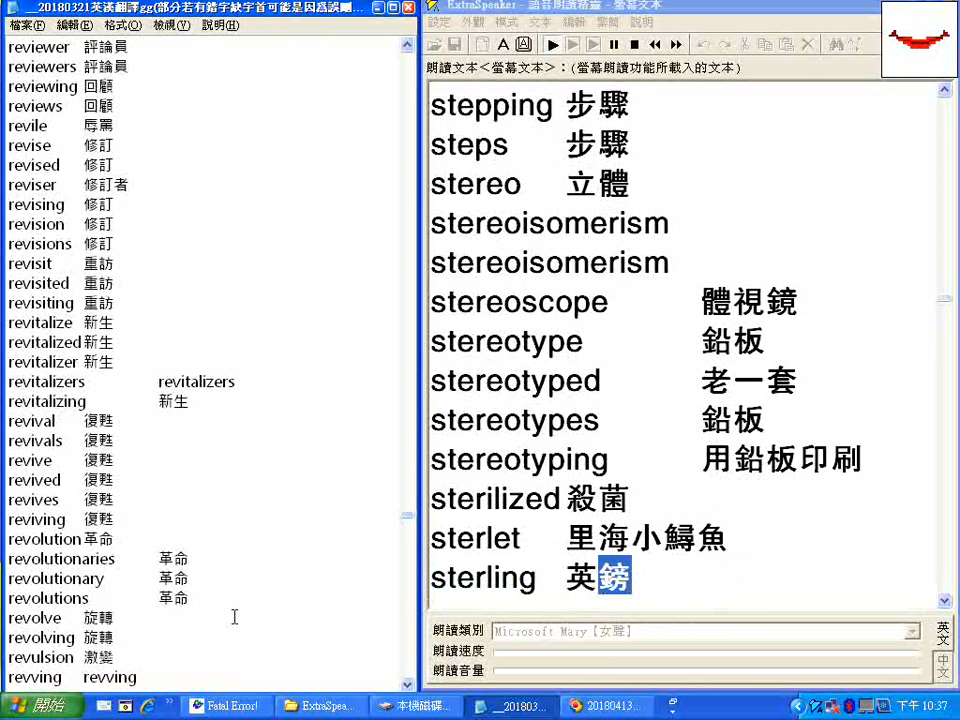 __20180321英漢翻譯gg(部分若有錯字缺字首可能是因爲誤刪...
檔案(F) 編輯(E) 格式(O) 檢視(V) 說明(H)
reviewer 評論員
reviewers 評論員
reviewing 回顧
reviews 回顧
revile 辱罵
revise 修訂
revised 修訂
reviser 修訂者
revising 修訂
revision 修訂
revisions 修訂
revisit 重訪
revisited 重訪
revisiting 重訪
revitalize 新生
revitalized 新生
revitalizer 新生
revitalizers revitalizers
revitalizing 新生
revival 復甦
revivals 復甦
revive 復甦
revived 復甦
revives 復甦
reviving 復甦
revolution 革命
revolutionaries 革命
revolutionary 革命
revolutions 革命
revolve 旋轉
revolving 旋轉
revulsion 激變
revving revving
ExtraSpeaker - 語音朗讀精靈 - 螢幕文本
設定 外觀 模式 文本 編輯 繁簡 說明
朗讀文本<螢幕文本>：(螢幕朗讀功能所載入的文本)
stepping 步驟
steps 步驟
stereo 立體
stereoisomerism
stereoisomerism
stereoscope 體視鏡
stereotype 鉛板
stereotyped 老一套
stereotypes 鉛板
stereotyping 用鉛板印刷
sterilized 殺菌
sterlet 里海小鱘魚
sterling 英鎊
朗讀類別 Microsoft Mary【女聲】
朗讀速度
朗讀音量
英文
中文
開始 Fatal Error! ExtraSpea... 本機磁碟... __201803... 20180413... 下午 10:37